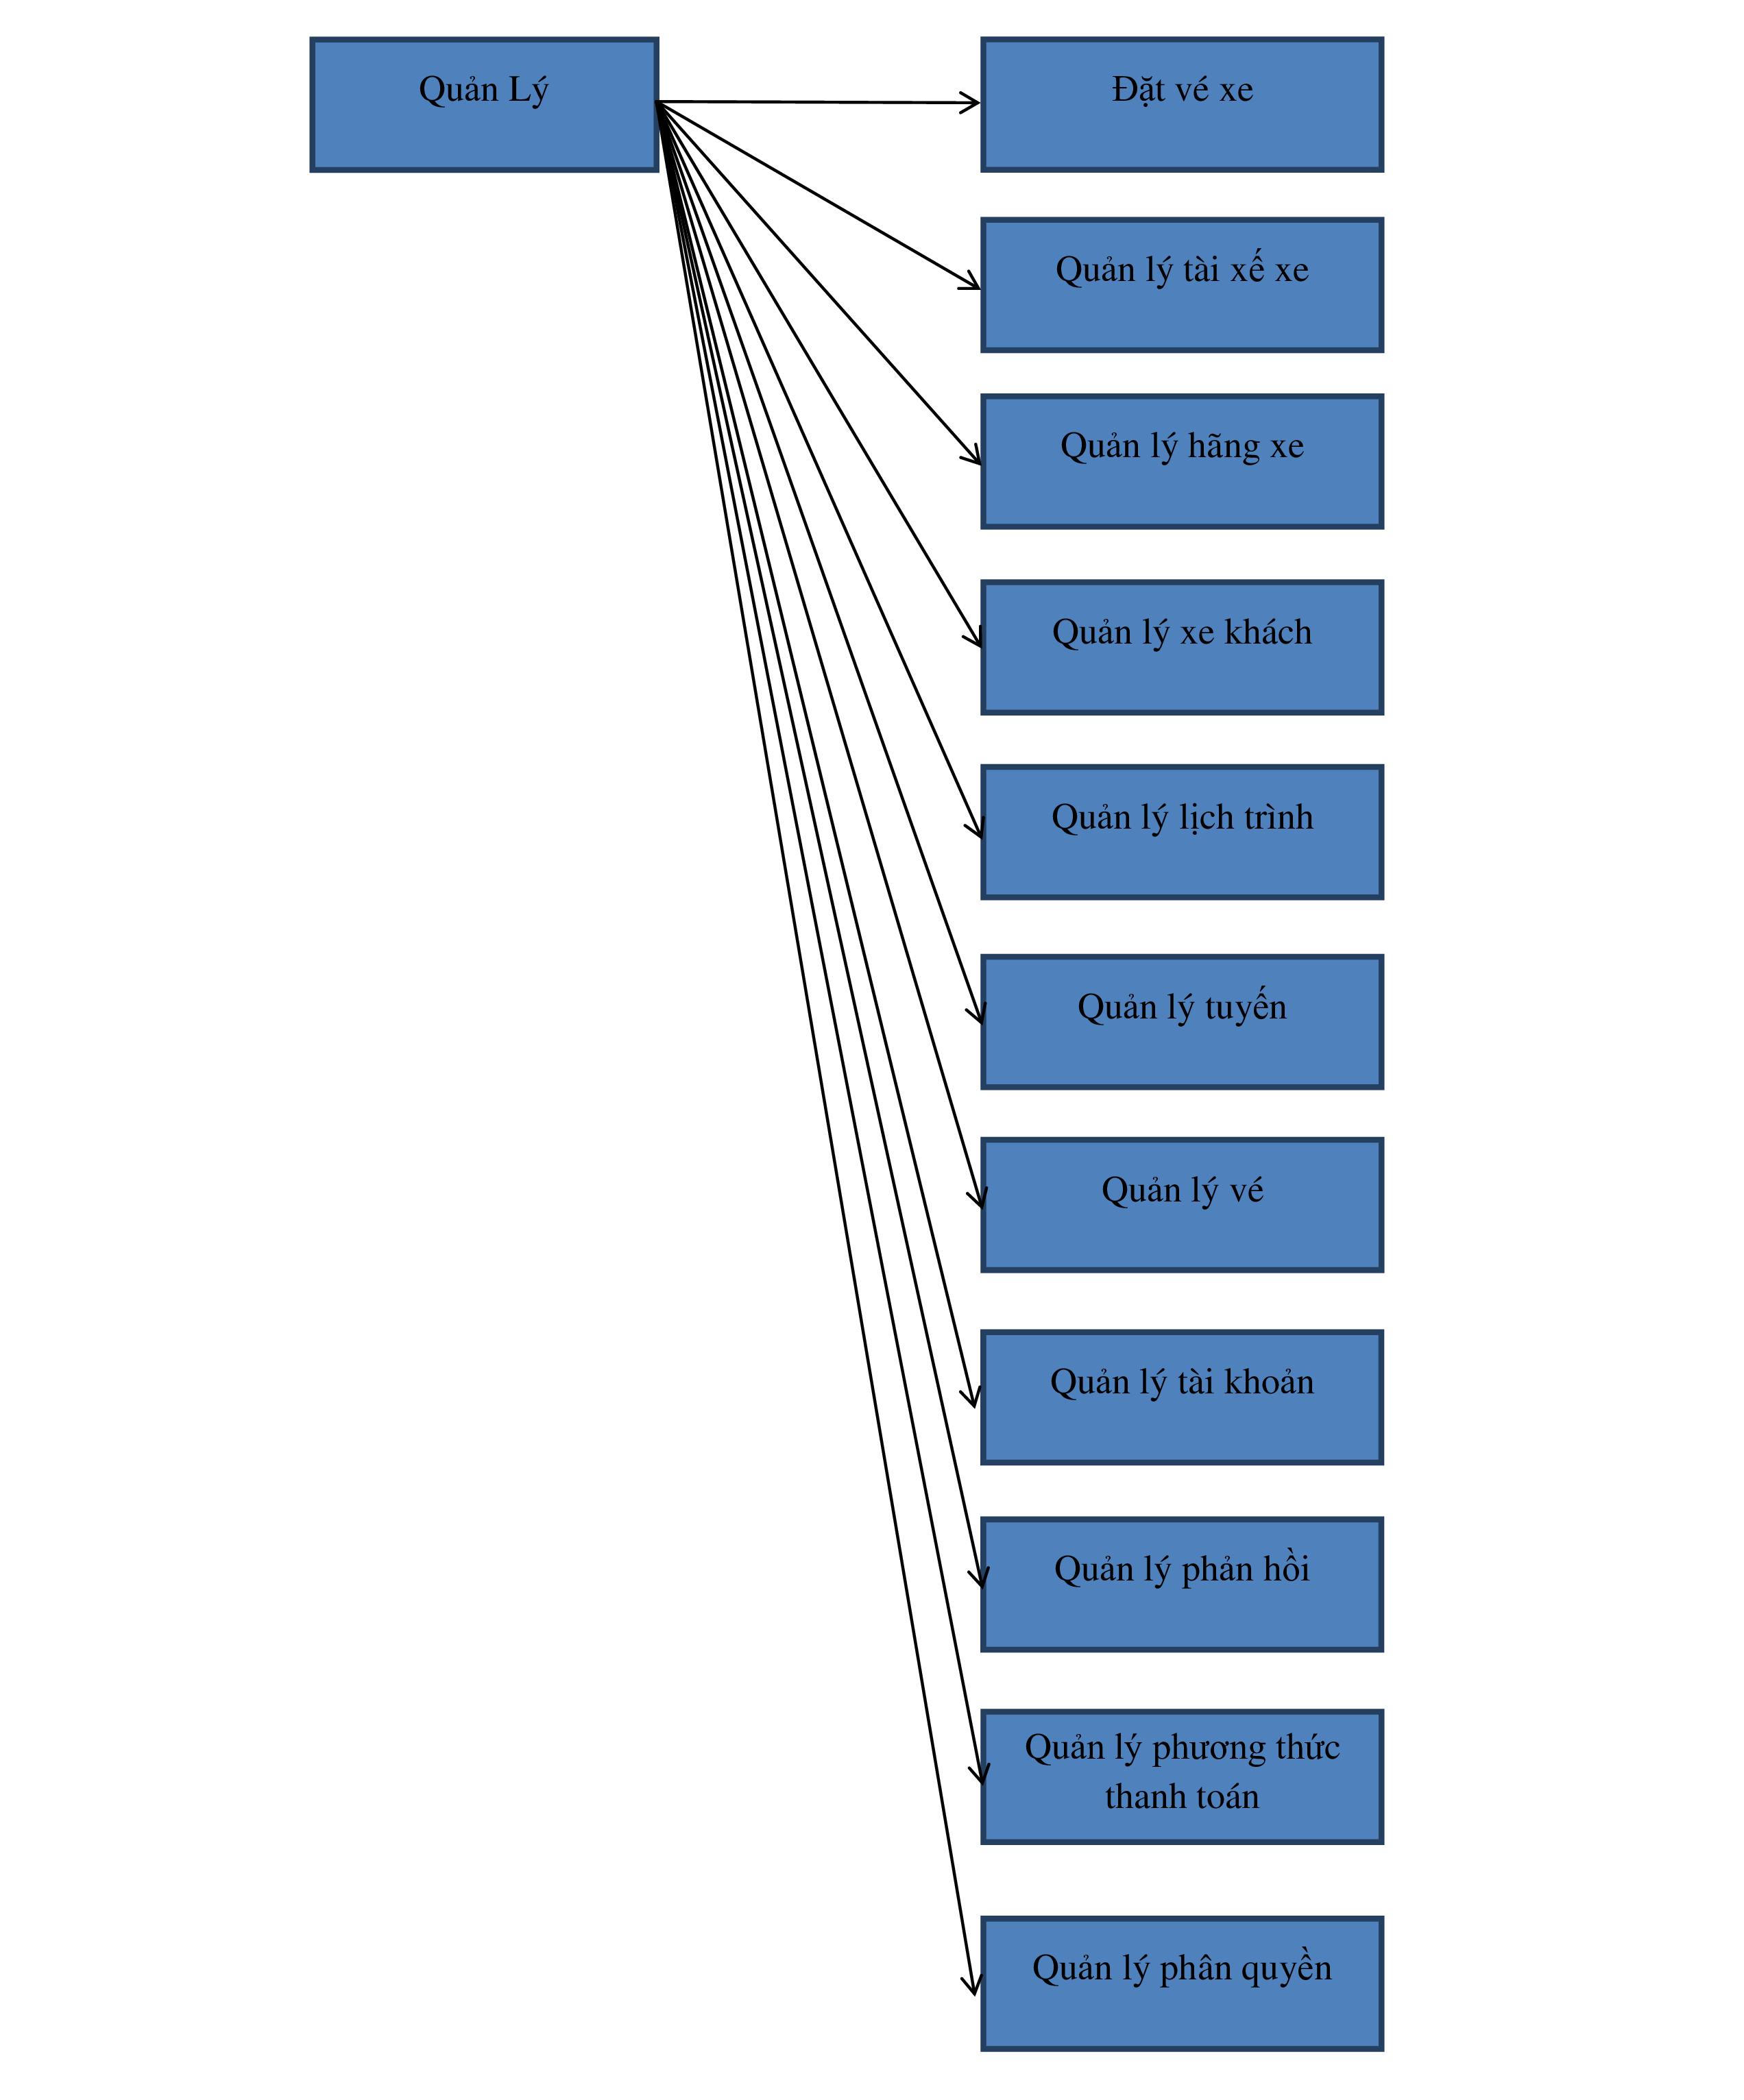 Quản Lý
Đặt vé xe
Quản lý tài xế xe
Quản lý hãng xe
Quản lý xe khách
Quản lý lịch trình
Quản lý tuyến
Quản lý vé
Quản lý tài khoản
Quản lý phản hồi
Quản lý phương thức
thanh toán
Quản lý phân quyền